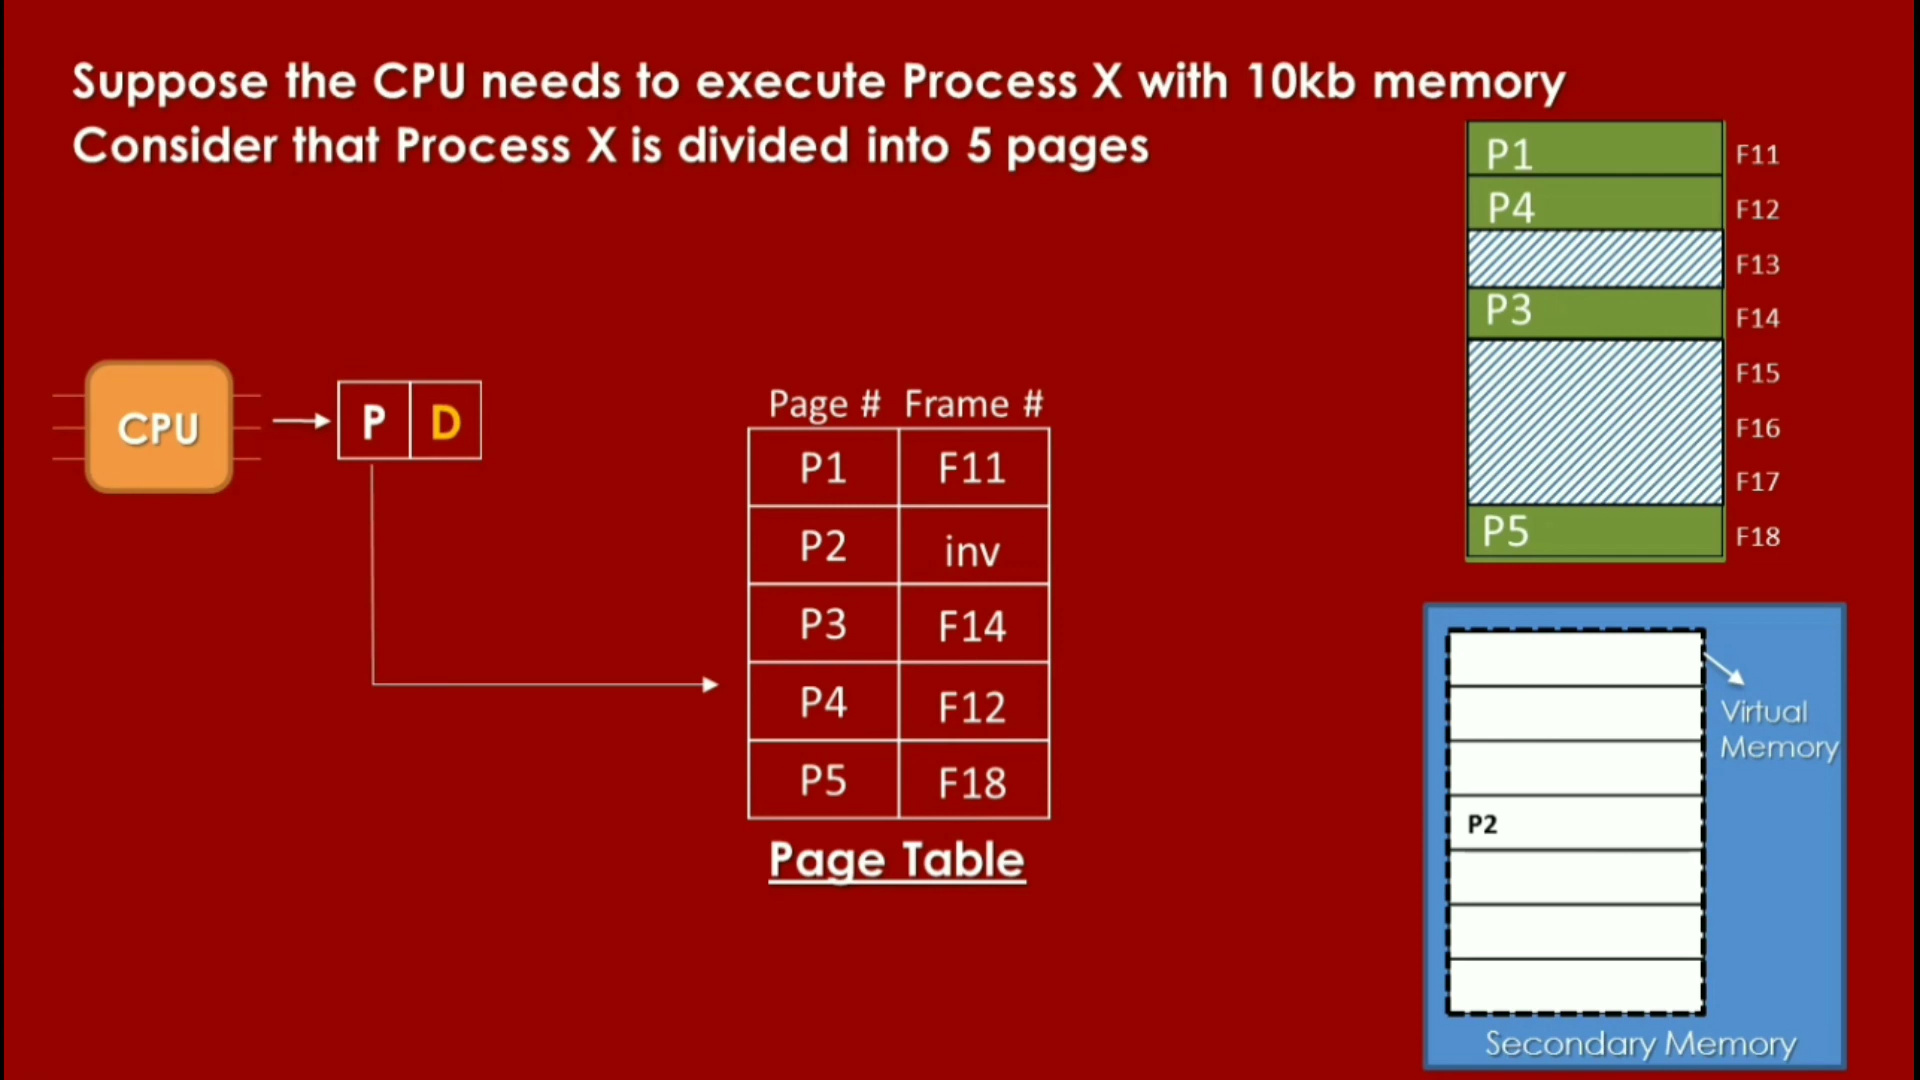 Suppose the CPU needs to execute Process X with 10kb memory
Consider that Process X is divided into 5 pages
P1 F11
P4 F12
F13
P3 F14
F15
F16
F17
P5 F18
CPU
P D
Page # Frame #
P1 F11
P2 inv
P3 F14
P4 F12
P5 F18
Page Table
Virtual
Memory
P2
Secondary Memory